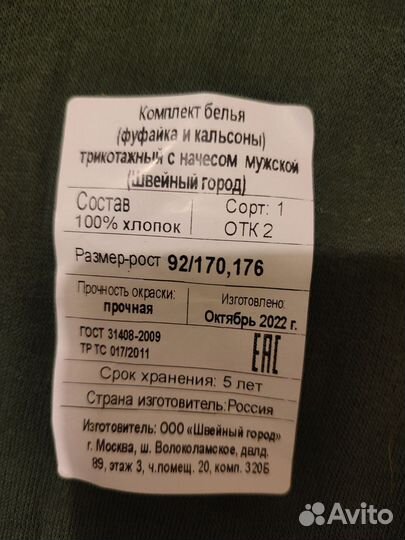 Комплект белья
(фуфайка и кальсоны)
трикотажный с начесом мужской
(Швейный город)
Состав
100% хлопок
Сорт: 1
ОТК 2
Размер-рост 92/170,176
Прочность окраски:
прочная
Изготовлено:
Октябрь 2022 г.
ГОСТ 31408-2009
ТР ТС 017/2011
ЕАС
Срок хранения: 5 лет
Страна изготовитель:Россия
Изготовитель: ООО «Швейный город»
г. Москва, ш. Волоколамское, двлд.
89, этаж 3, ч.помещ. 20, комп. 320Б
Avito